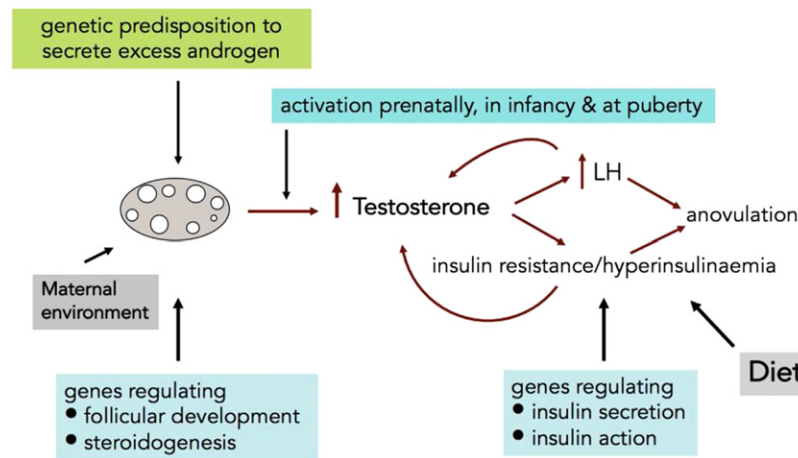 genetic predisposition to
secrete excess androgen
activation prenatally, in infancy & at puberty
LH
Testosterone
anovulation
insulin resistance/hyperinsulinaemia
Maternal
environment
Diet
genes regulating
• follicular development
• steroidogenesis
genes regulating
• insulin secretion
• insulin action